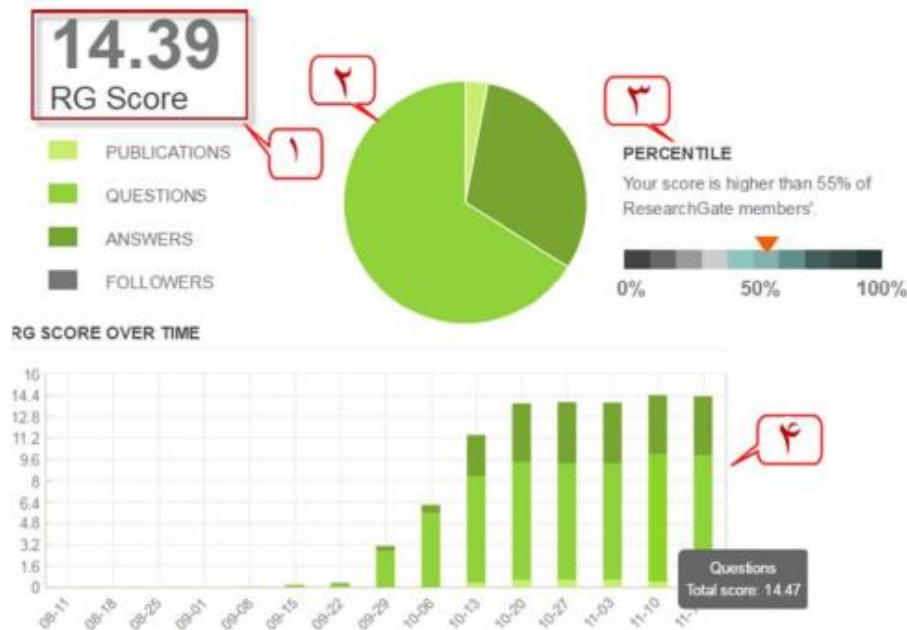 14.39
RG Score
۱
PUBLICATIONS
QUESTIONS
ANSWERS
FOLLOWERS
۲
۳
PERCENTILE
Your score is higher than 55% of
ResearchGate members'.
0% 50% 100%
RG SCORE OVER TIME
16
14.4
12.8
11.2
9.6
8
6.4
4.8
3.2
1.6
0
08-11 08-18 08-25 09-01 09-08 09-15 09-22 09-29 10-06 10-13 10-20 10-27 11-03 11-10
۴
Questions
Total score: 14.47